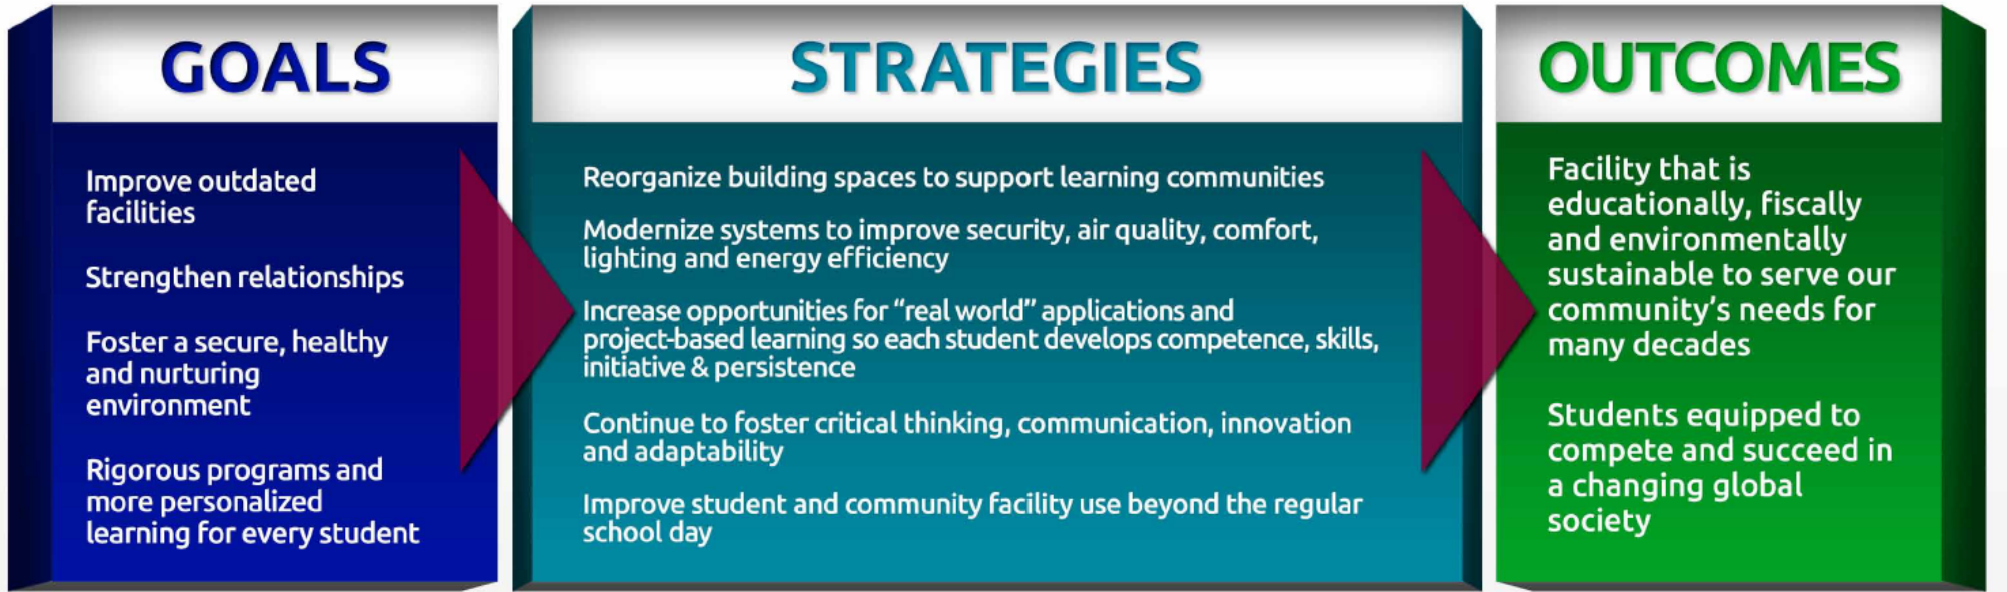 GOALS
Improve outdated
facilities
Strengthen relationships
Foster a secure, healthy
and nurturing
environment
Rigorous programs and
more personalized
learning for every student
STRATEGIES
Reorganize building spaces to support learning communities
Modernize systems to improve security, air quality, comfort,
lighting and energy efficiency
Increase opportunities for “real world” applications and
project-based learning so each student develops competence, skills,
initiative & persistence
Continue to foster critical thinking, communication, innovation
and adaptability
Improve student and community facility use beyond the regular
school day
OUTCOMES
Facility that is
educationally, fiscally
and environmentally
sustainable to serve our
community’s needs for
many decades
Students equipped to
compete and succeed in
a changing global
society